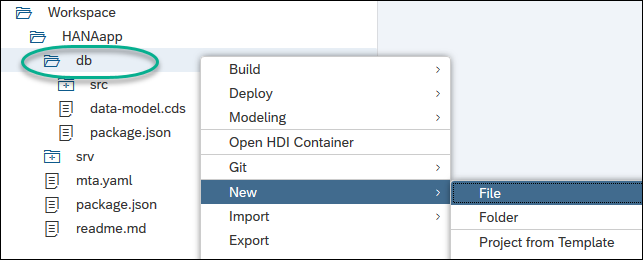 Workspace
HANAapp
db
src
data-model.cds
package.json
srv
mta.yaml
package.json
readme.md
Build
Deploy
Modeling
Open HDI Container
Git
New
Import
Export
File
Folder
Project from Template